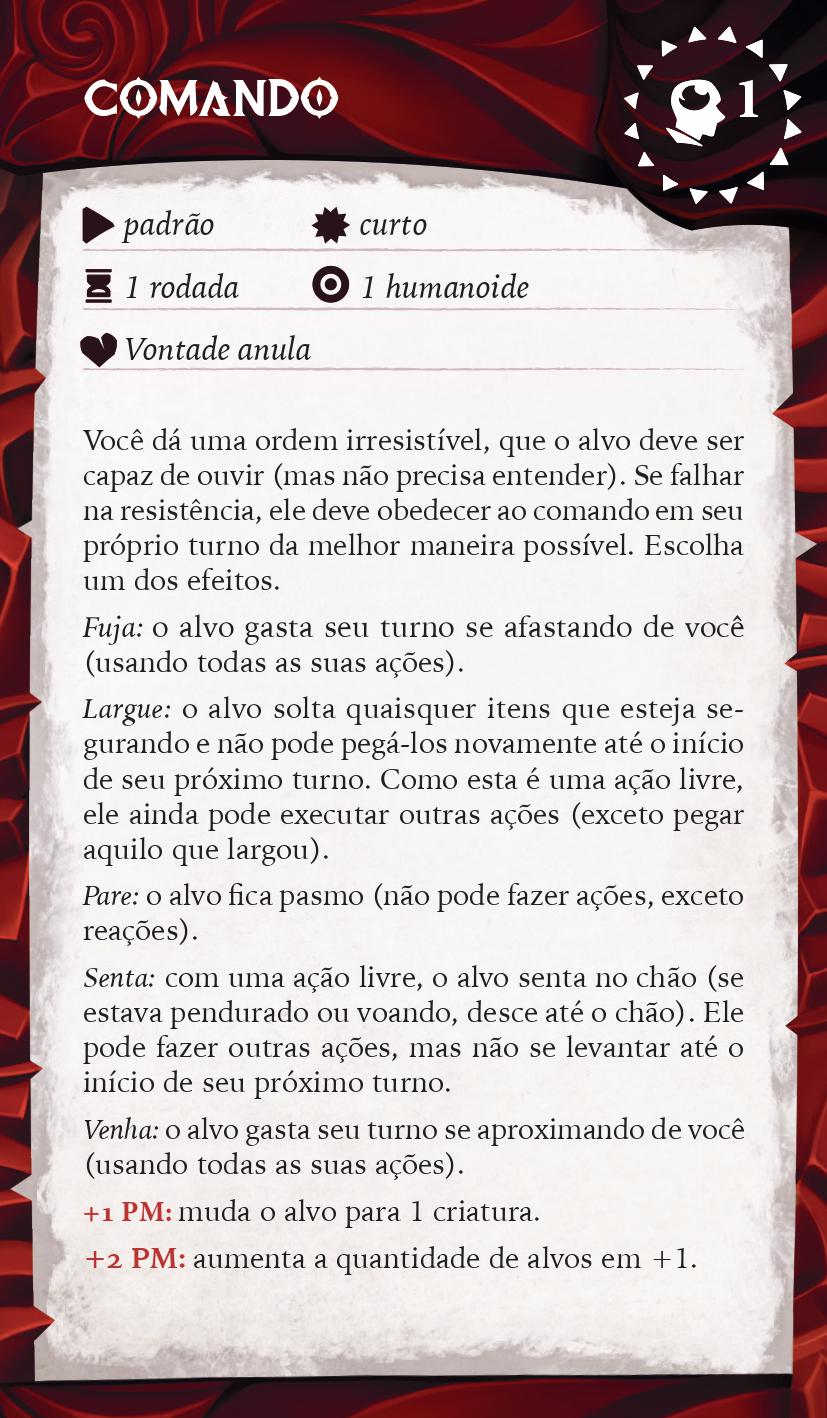 COMANDO
1
padrão
curto
1 rodada
1 humanoide
Vontade anula
Você dá uma ordem irresistível, que o alvo deve ser
capaz de ouvir (mas não precisa entender). Se falhar
na resistência, ele deve obedecer ao comando em seu
próprio turno da melhor maneira possível. Escolha
um dos efeitos.
Fuja: o alvo gasta seu turno se afastando de você
(usando todas as suas ações).
Largue: o alvo solta quaisquer itens que esteja se-
gurando e não pode pegá-los novamente até o início
de seu próximo turno. Como esta é uma ação livre,
ele ainda pode executar outras ações (exceto pegar
aquilo que largou).
Pare: o alvo fica pasmo (não pode fazer ações, exceto
reações).
Senta: com uma ação livre, o alvo senta no chão (se
estava pendurado ou voando, desce até o chão). Ele
pode fazer outras ações, mas não se levantar até o
início de seu próximo turno.
Venha: o alvo gasta seu turno se aproximando de você
(usando todas as suas ações).
+1 PM: muda o alvo para 1 criatura.
+2 PM: aumenta a quantidade de alvos em +1.